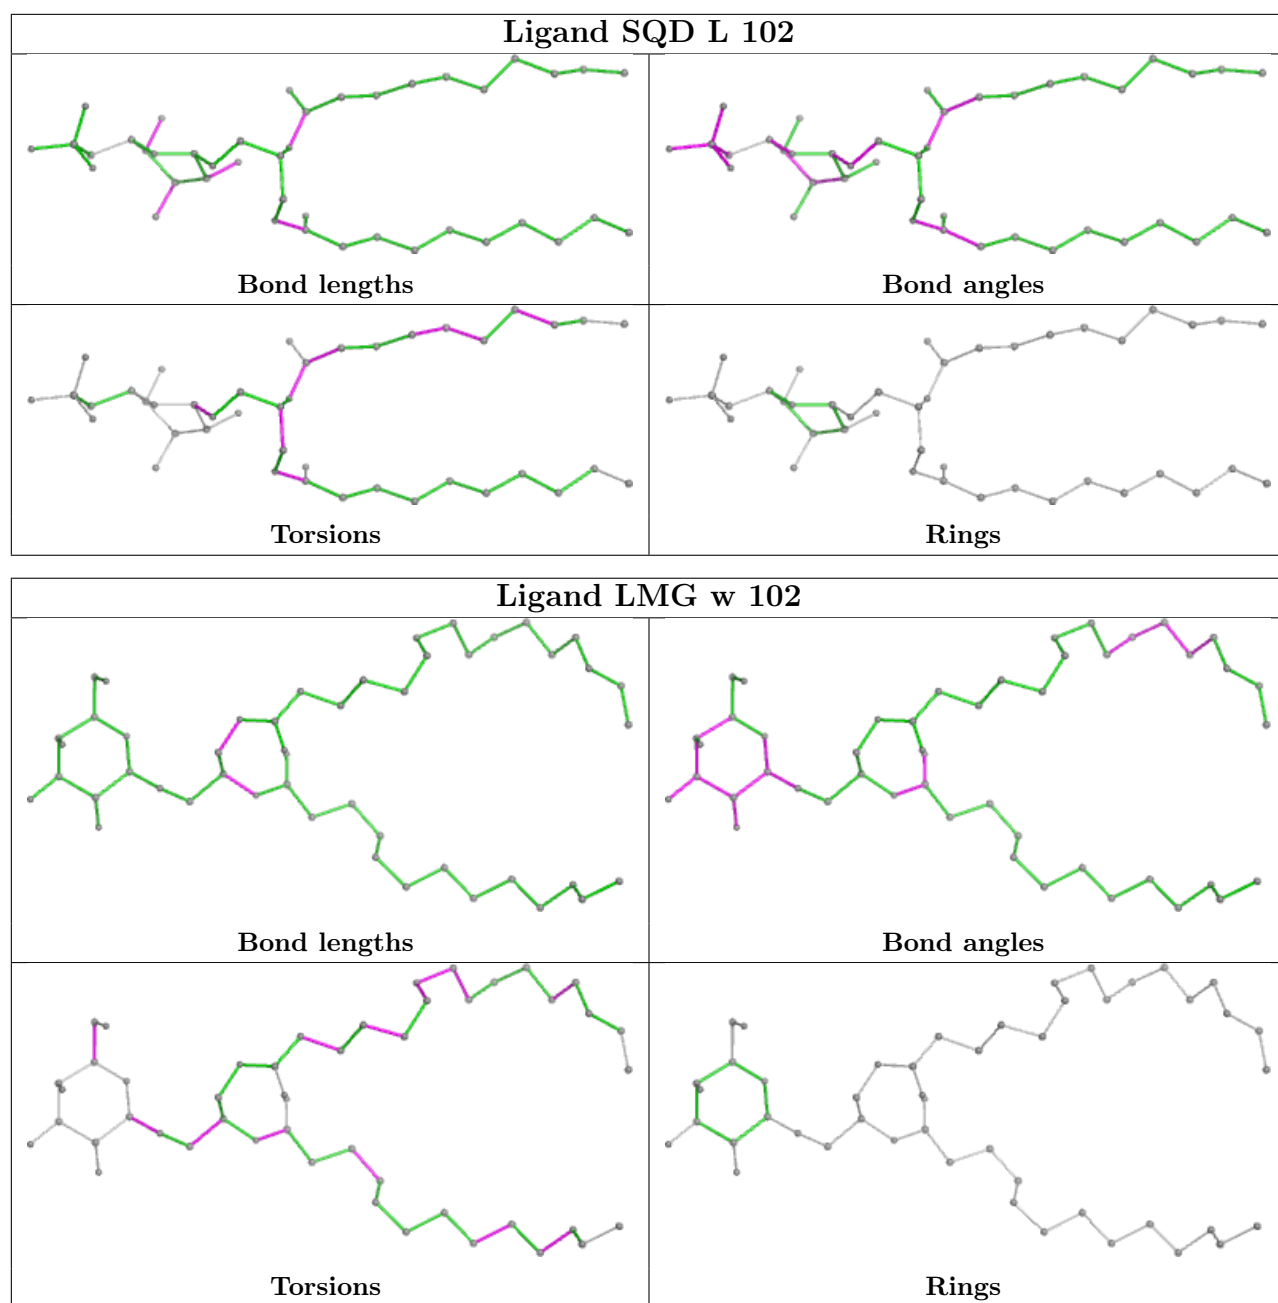 Ligand SQD L 102
Bond lengths
Bond angles
Torsions
Rings
Ligand LMG w 102
Bond lengths
Bond angles
Torsions
Rings